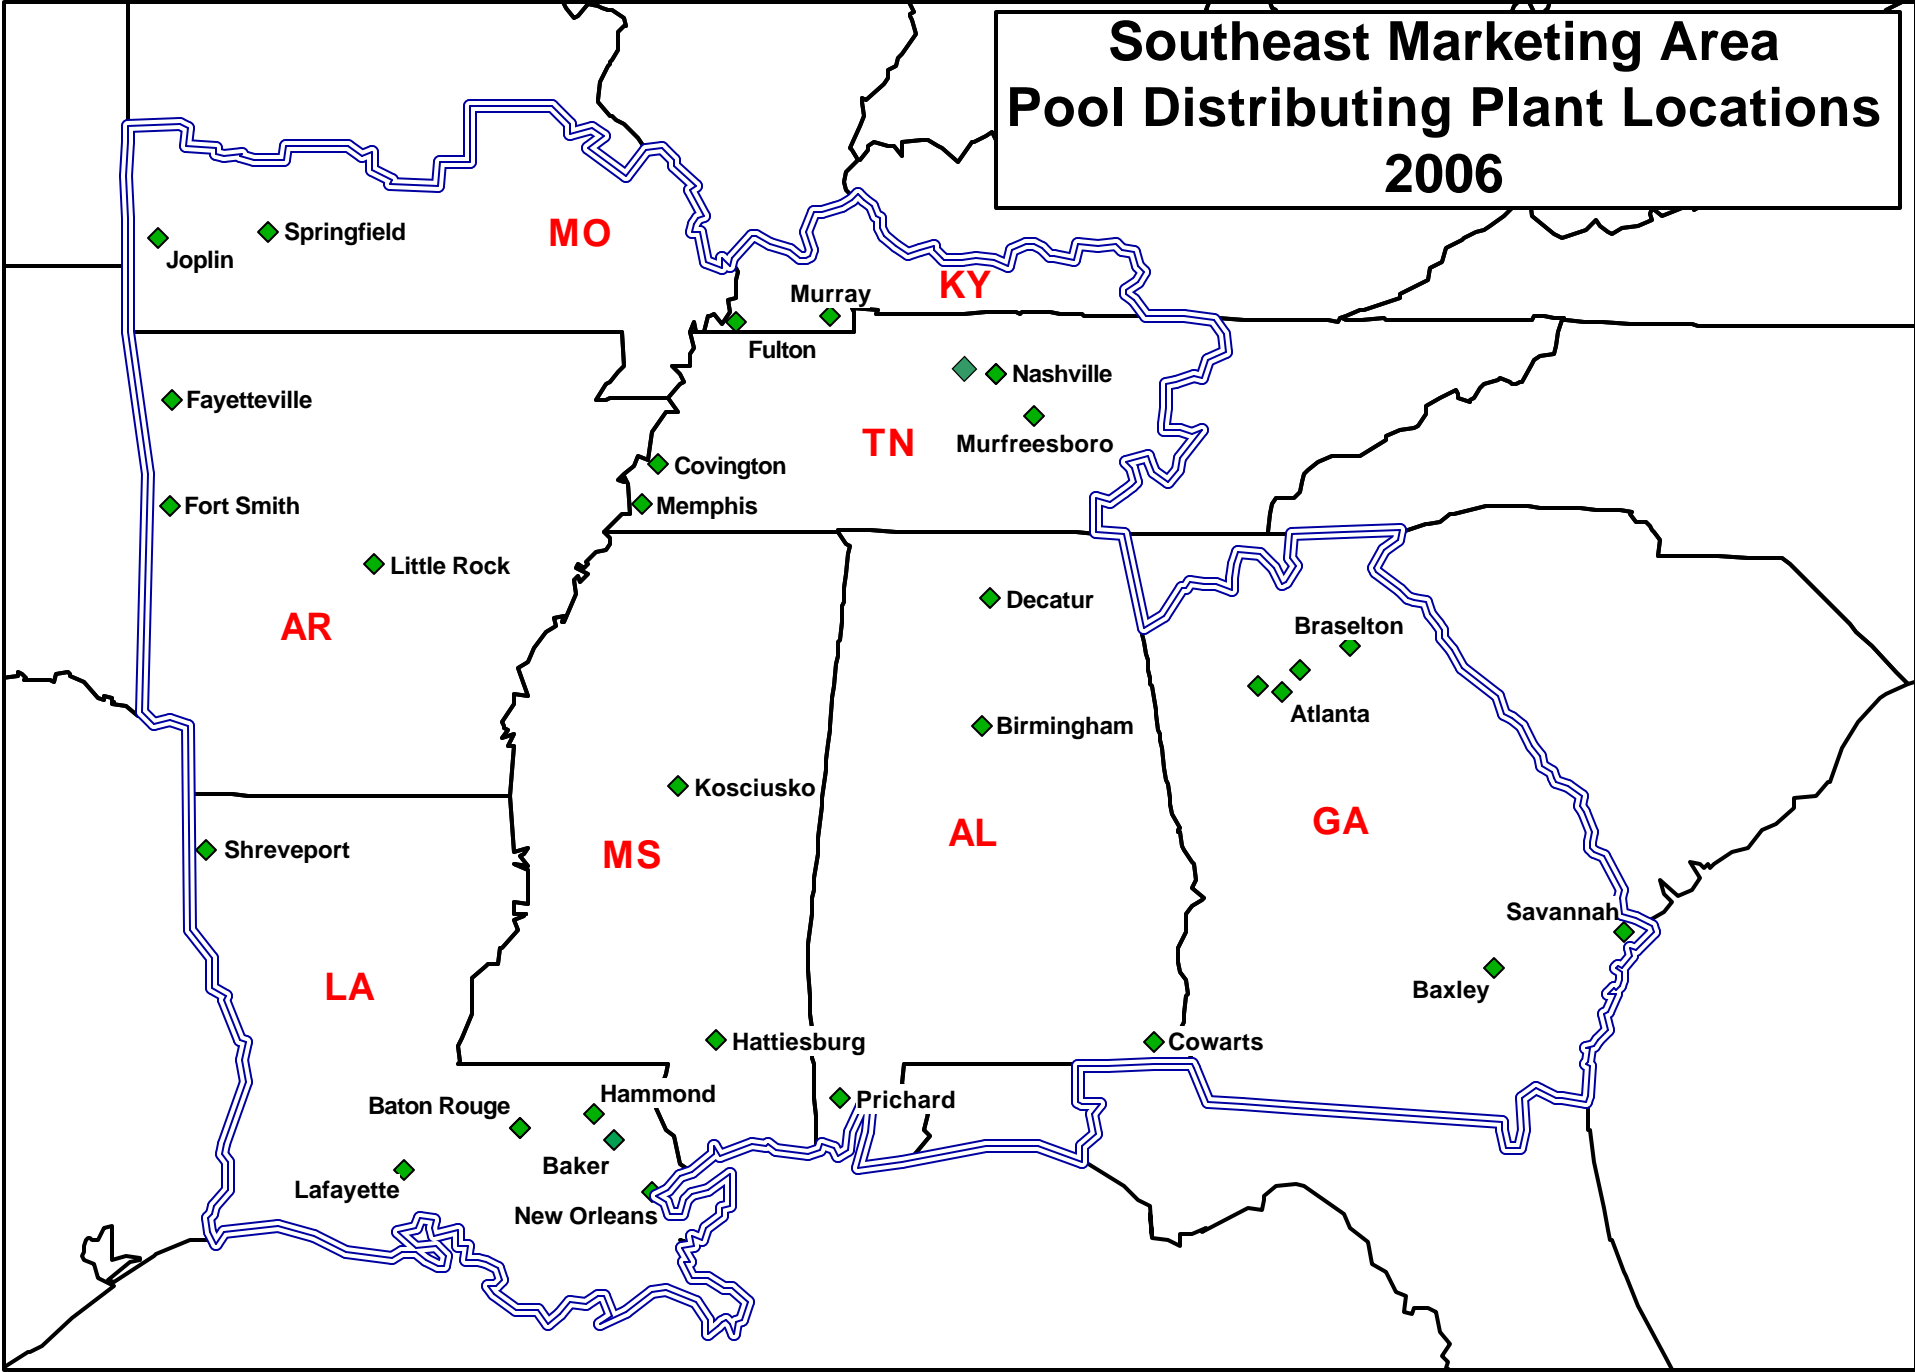 Southeast Marketing Area
Pool Distributing Plant Locations
2006
MO
Springfield
Joplin
KY
Murray
Fulton
Nashville
Fayetteville
TN
Murfreesboro
Covington
Fort Smith
Memphis
Little Rock
Decatur
AR
Braselton
Atlanta
Birmingham
Kosciusko
GA
AL
MS
Shreveport
Savannah
LA
Baxley
Hattiesburg
Cowarts
Hammond
Prichard
Baton Rouge
Baker
Lafayette
New Orleans